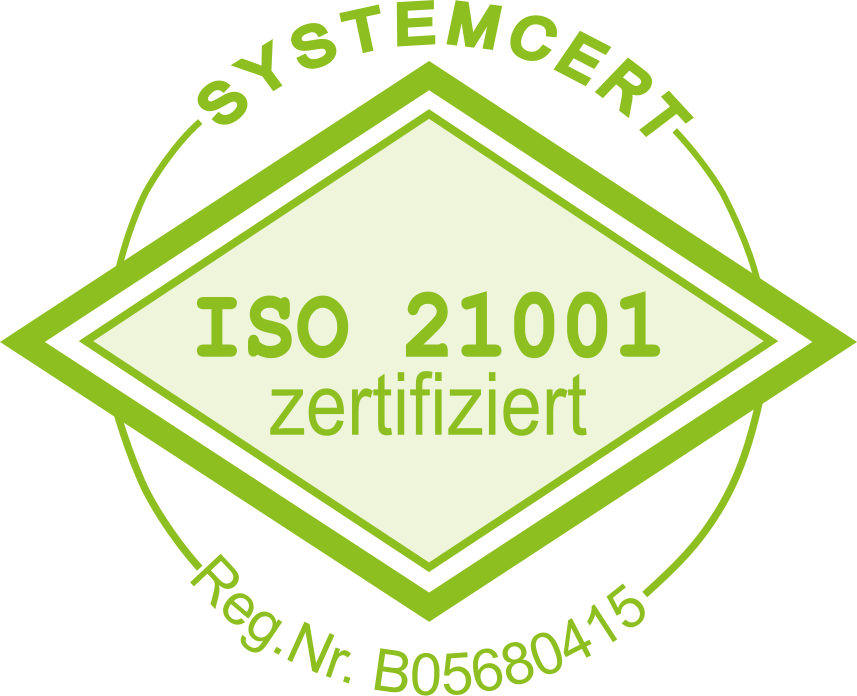 SYSTEMCERT
ISO 21001
zertifiziert
Reg.Nr. B05680415